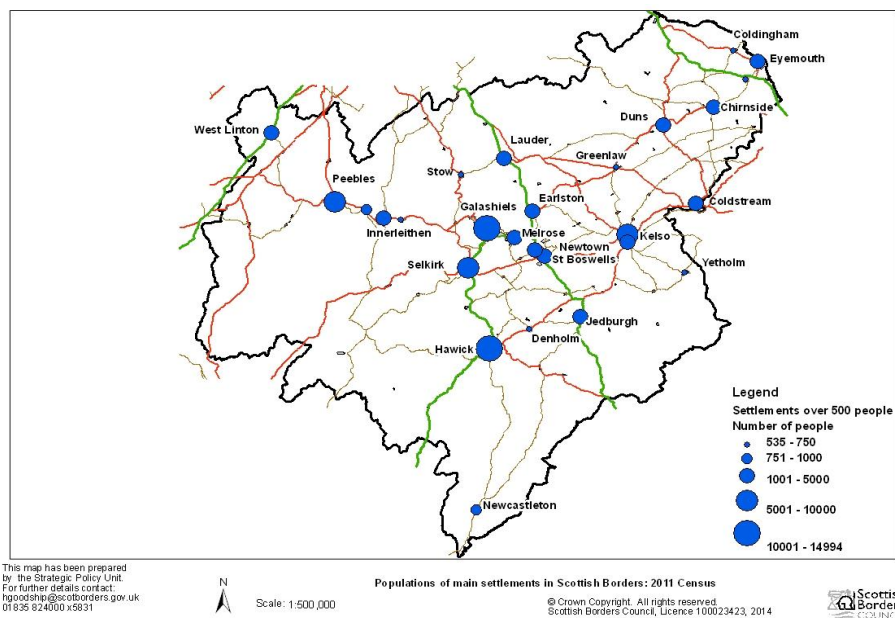 Coldingham
Eyemouth
West Linton
Duns
Chirnside
Lauder
Greenlaw
Stow
Peebles
Earlston
Coldstream
Galashiels
Innerleithen
Melrose
Kelso
Newtown
St Boswells
Selkirk
Yetholm
Jedburgh
Denholm
Hawick
Newcastleton
Legend
Settlements over 500 people
Number of people
535 - 750
751 - 1000
1001 - 5000
5001 - 10000
10001 - 14994
This map has been prepared
by the Strategic Policy Unit.
For further details contact:
hgoodship@scotborders.gov.uk
01835 824000 x5831
N
Scale: 1:500,000
Populations of main settlements in Scottish Borders: 2011 Census
© Crown Copyright. All rights reserved.
Scottish Borders Council, Licence 100023423, 2014
Scottis
Border
COUNC